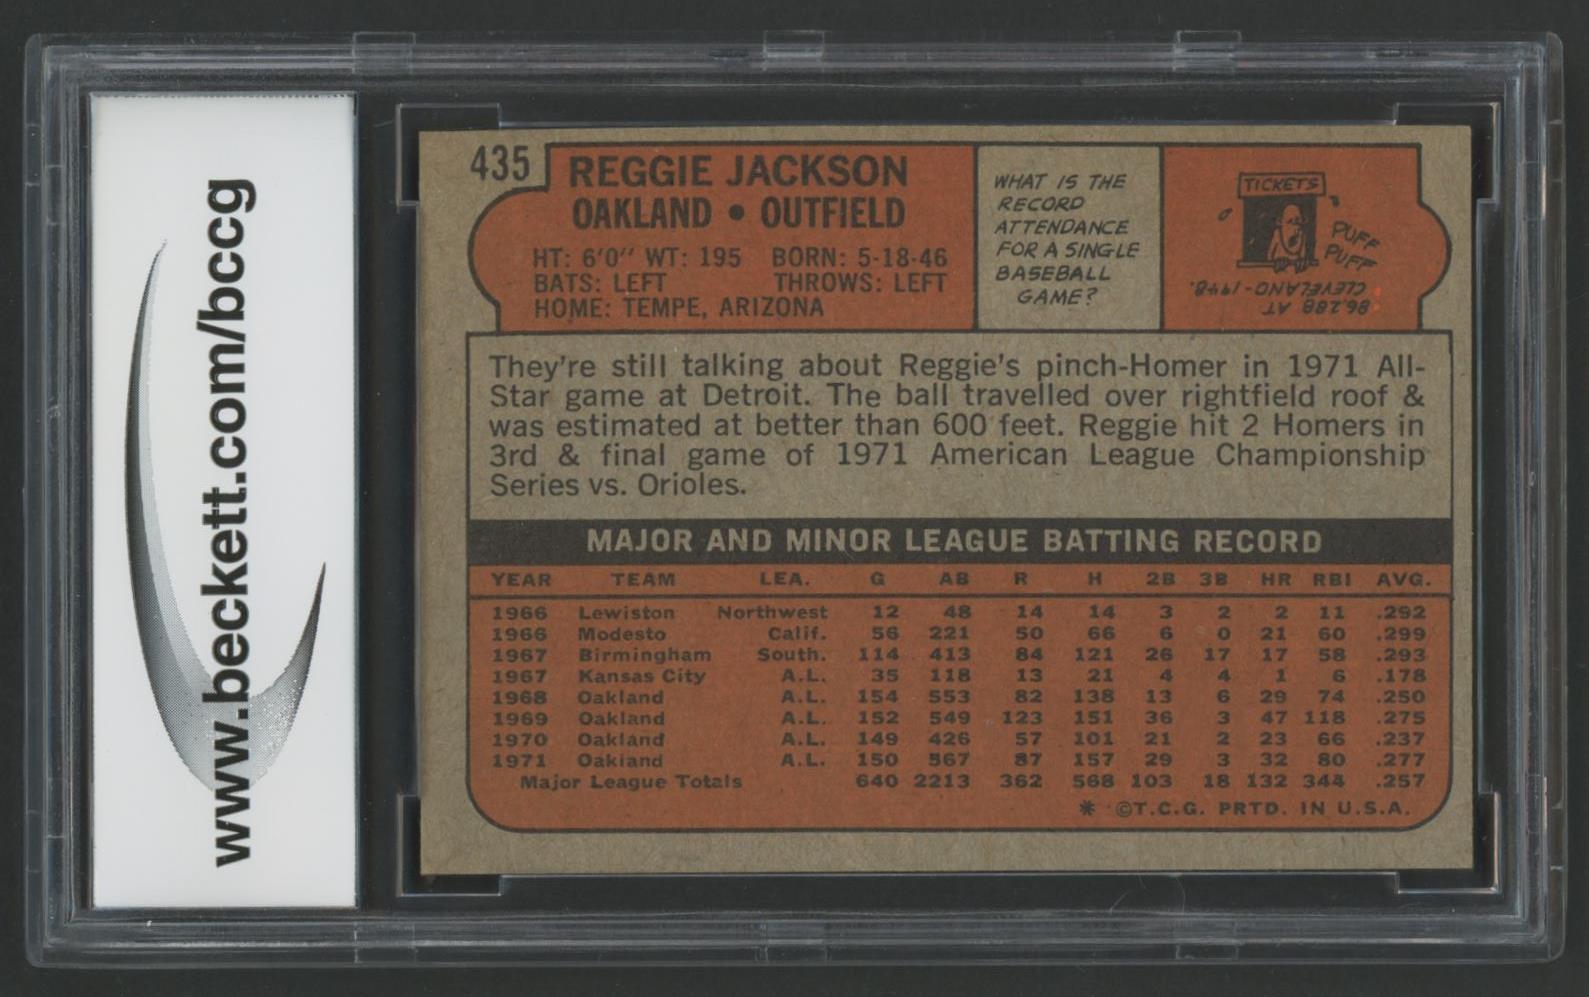 www.beckett.com/bccg
435
REGGIE JACKSON
OAKLAND • OUTFIELD
HT: 6'0" WT: 195 BORN: 5-18-46
BATS: LEFT THROWS: LEFT
HOME: TEMPE, ARIZONA
WHAT IS THE
RECORD
ATTENDANCE
FOR A SINGLE
BASEBALL
GAME?
TICKETS
PUFF
PUFF
86,288 AT
CLEVELAND-1948.
They're still talking about Reggie's pinch-Homer in 1971 All-
Star game at Detroit. The ball travelled over rightfield roof &
was estimated at better than 600 feet. Reggie hit 2 Homers in
3rd & final game of 1971 American League Championship
Series vs. Orioles.
MAJOR AND MINOR LEAGUE BATTING RECORD
YEAR TEAM LEA. G AB R H 2B 3B HR RBI AVG.
1966 Lewiston Northwest 12 48 14 14 3 2 2 11 .292
1966 Modesto Calif. 56 221 50 66 6 0 21 60 .299
1967 Birmingham South. 114 413 84 121 26 17 17 58 .293
1967 Kansas City A.L. 35 118 13 21 4 4 1 6 .178
1968 Oakland A.L. 154 553 82 138 13 6 29 74 .250
1969 Oakland A.L. 152 549 123 151 36 3 47 118 .275
1970 Oakland A.L. 149 426 57 101 21 2 23 66 .237
1971 Oakland A.L. 150 567 87 157 29 3 32 80 .277
Major League Totals 640 2213 362 568 103 18 132 344 .257
* ©T.C.G. PRTD. IN U.S.A.